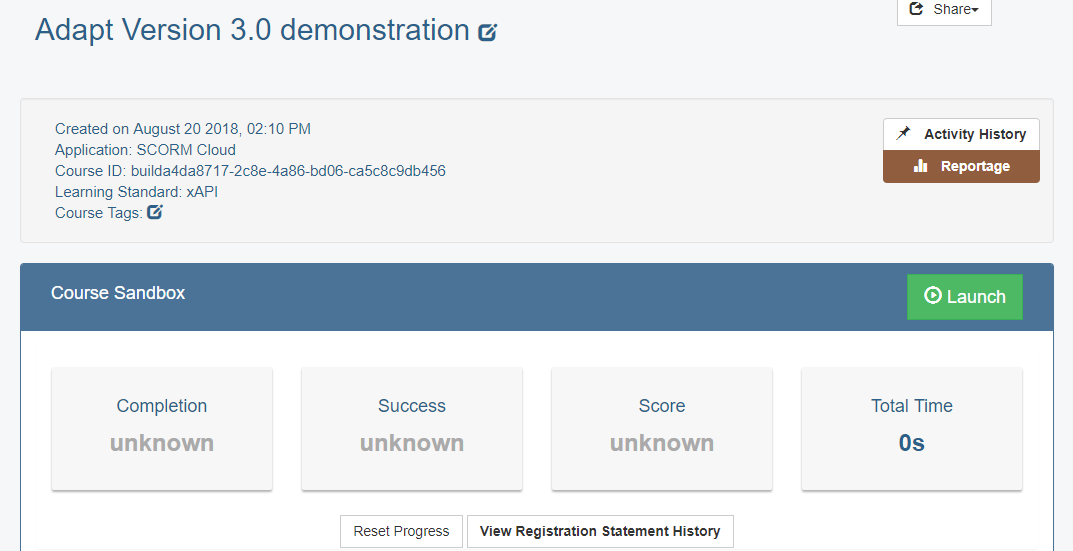 Share
Adapt Version 3.0 demonstration
Created on August 20 2018, 02:10 PM
Application: SCORM Cloud
Course ID: builda4da8717-2c8e-4a86-bd06-ca5c8c9db456
Learning Standard: xAPI
Course Tags:
Activity History
Reportage
Course Sandbox
Launch
Completion
unknown
Success
unknown
Score
unknown
Total Time
0s
Reset Progress
View Registration Statement History